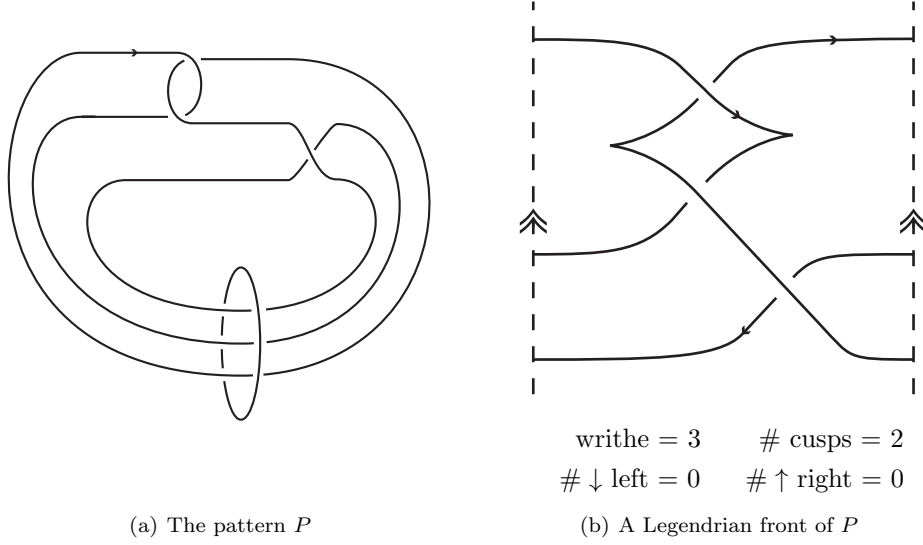 writhe = 3 # cusps = 2
# ↓ left = 0 # ↑ right = 0
(a) The pattern P
(b) A Legendrian front of P